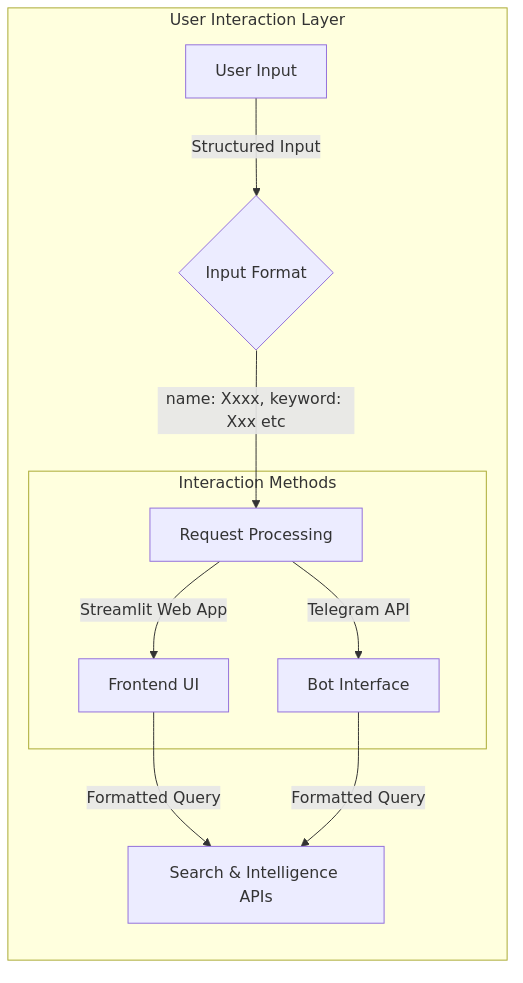 User Interaction Layer
User Input
Structured Input
Input Format
name: Xxxx, keyword:
Xxx etc
Interaction Methods
Request Processing
Streamlit Web App
Telegram API
Frontend UI
Bot Interface
Formatted Query
Formatted Query
Search & Intelligence
APIs